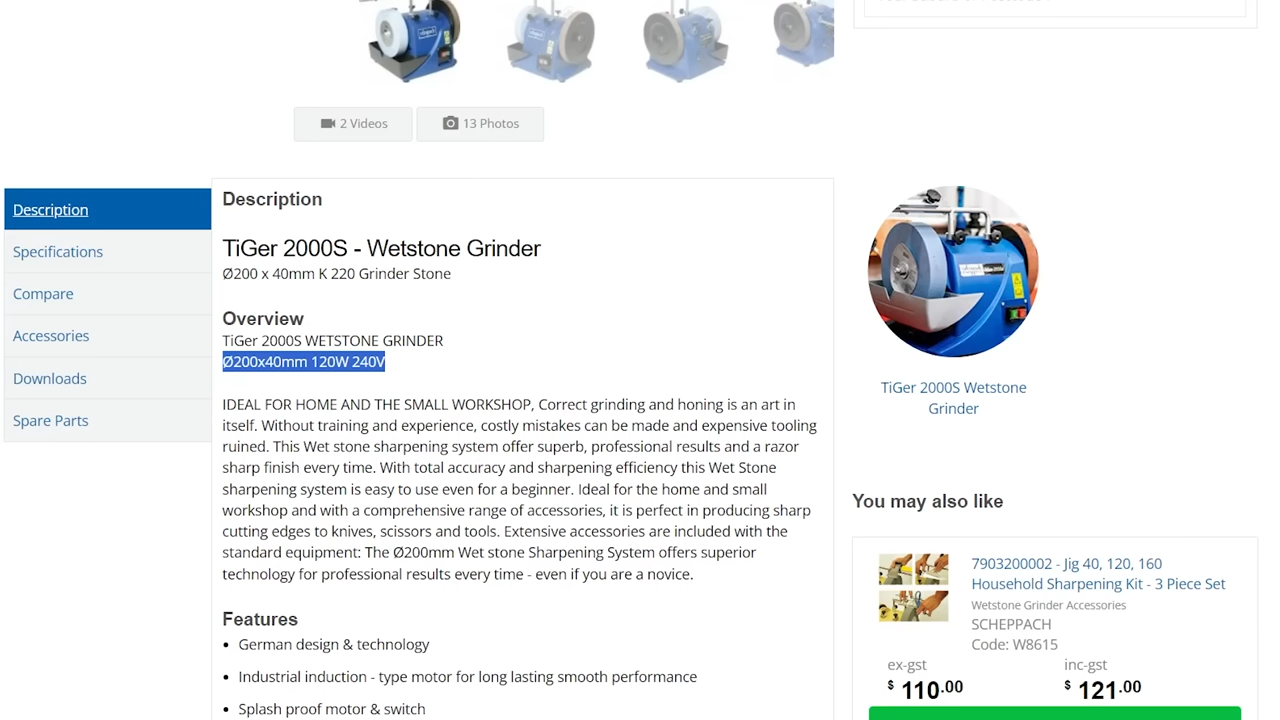 2 Videos
13 Photos
Description
Specifications
Compare
Accessories
Downloads
Spare Parts
Description
TiGer 2000S - Wetstone Grinder
Ø200 x 40mm K 220 Grinder Stone
Overview
TiGer 2000S WETSTONE GRINDER
Ø200x40mm 120W 240V
IDEAL FOR HOME AND THE SMALL WORKSHOP, Correct grinding and honing is an art in
itself. Without training and experience, costly mistakes can be made and expensive tooling
ruined. This Wet stone sharpening system offer superb, professional results and a razor
sharp finish every time. With total accuracy and sharpening efficiency this Wet Stone
sharpening system is easy to use even for a beginner. Ideal for the home and small
workshop and with a comprehensive range of accessories, it is perfect in producing sharp
cutting edges to knives, scissors and tools. Extensive accessories are included with the
standard equipment: The Ø200mm Wet stone Sharpening System offers superior
technology for professional results every time - even if you are a novice.
Features
• German design & technology
• Industrial induction - type motor for long lasting smooth performance
• Splash proof motor & switch
TiGer 2000S Wetstone
Grinder
You may also like
7903200002 - Jig 40, 120, 160
Household Sharpening Kit - 3 Piece Set
Wetstone Grinder Accessories
SCHEPPACH
Code: W8615
ex-gst inc-gst
$ 110.00 $ 121.00